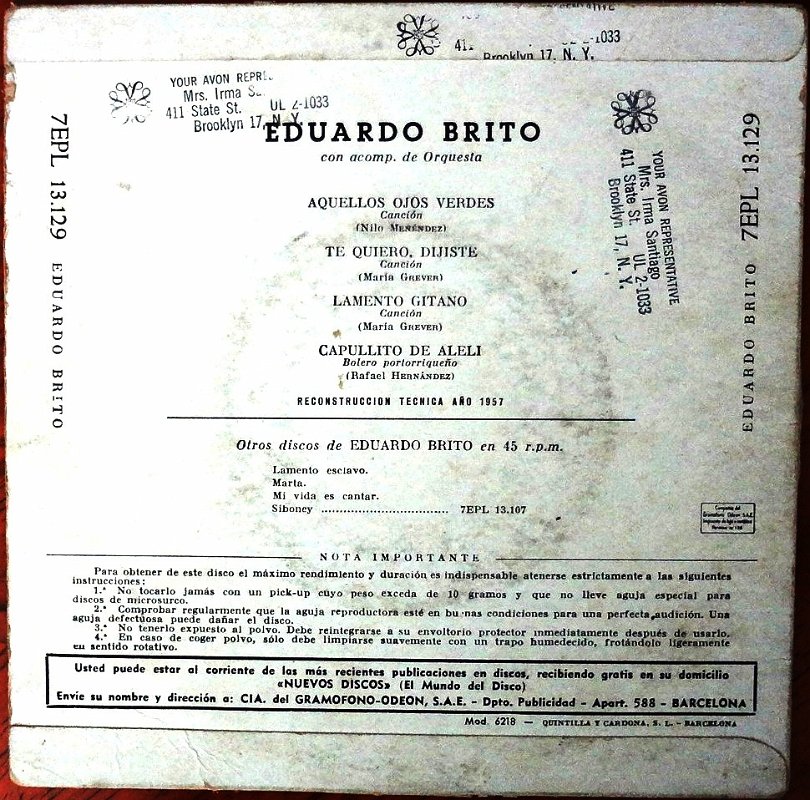 41
1033
Brooklyn 17, N. Y.
YOUR AVON REPRE
Mrs. Irma
411 State St. UL 2-1033
Brooklyn 17, N. Y.
EDUARDO BRITO
con acomp. de Orquesta
AQUELLOS OJOS VERDES
Canción
(Nilo MENÉNDEZ)
TE QUIERO, DIJISTE
Canción
(María GREVER)
LAMENTO GITANO
Canción
(María GREVER)
CAPULLITO DE ALELI
Bolero portorriqueño
(Rafael HERNÁNDEZ)
RECONSTRUCCION TECNICA AÑO 1957
7EPL 13.129 EDUARDO BRITO
YOUR AVON REPRESENTATIVE
Mrs. Irma Santiago
411 State St. UL 2-1033
Brooklyn 17, N. Y.
EDUARDO BRITO 7EPL 13.129
Otros discos de EDUARDO BRITO en 45 r.p.m.
Lamento esclavo.
Marta.
Mi vida es cantar.
Siboney ................................... 7EPL 13.107
NOTA IMPORTANTE
Para obtener de este disco el máximo rendimiento y duración es indispensable atenerse estrictamente a las siguientes
instrucciones:
1.ª No tocarlo jamás con un pick-up cuyo peso exceda de 10 gramos y que no lleve aguja especial para
discos de microsurco.
2.ª Comprobar regularmente que la aguja reproductora esté en bu nas condiciones para una perfecta audición. Una
aguja defectuosa puede dañar el disco.
3.ª No tenerlo expuesto al polvo. Debe reintegrarse a su envoltorio protector inmediatamente después de usarlo.
4.ª En caso de coger polvo, sólo debe limpiarse suavemente con un trapo humedecido, frotándolo ligeramente
en sentido rotativo.
Usted puede estar al corriente de las más recientes publicaciones en discos, recibiendo gratis en su domicilio
«NUEVOS DISCOS» (El Mundo del Disco)
Envíe su nombre y dirección a: CIA. del GRAMOFONO-ODEON, S.A.E. - Dpto. Publicidad - Apart. 588 - BARCELONA
Mod. 6218 — QUINTILLA Y CARDONA, S. L. - BARCELONA